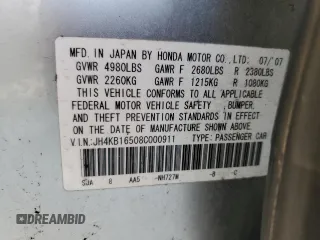 MFD. IN JAPAN BY HONDA MOTOR CO., LTD: 07/'07
GVWR 4980LBS GAWR F 2680LBS R 2380LBS
GVWR 2260KG GAWR F 1215KG R 1080KG
THIS VEHICLE CONFORMS TO ALL APPLICABLE
FEDERAL MOTOR VEHICLE SAFETY , BUMPER,
AND THEFT PREVENTION STANDARDS IN EFFECT
ON THE DATE OF MANUFACTURE SHOWN ABOVE.
V.I.N:JH4KB16508C000911 TYPE: PASSENGER CAR
SJA 8 AA5 NH727M -B -C
AUTOBIDMASTER